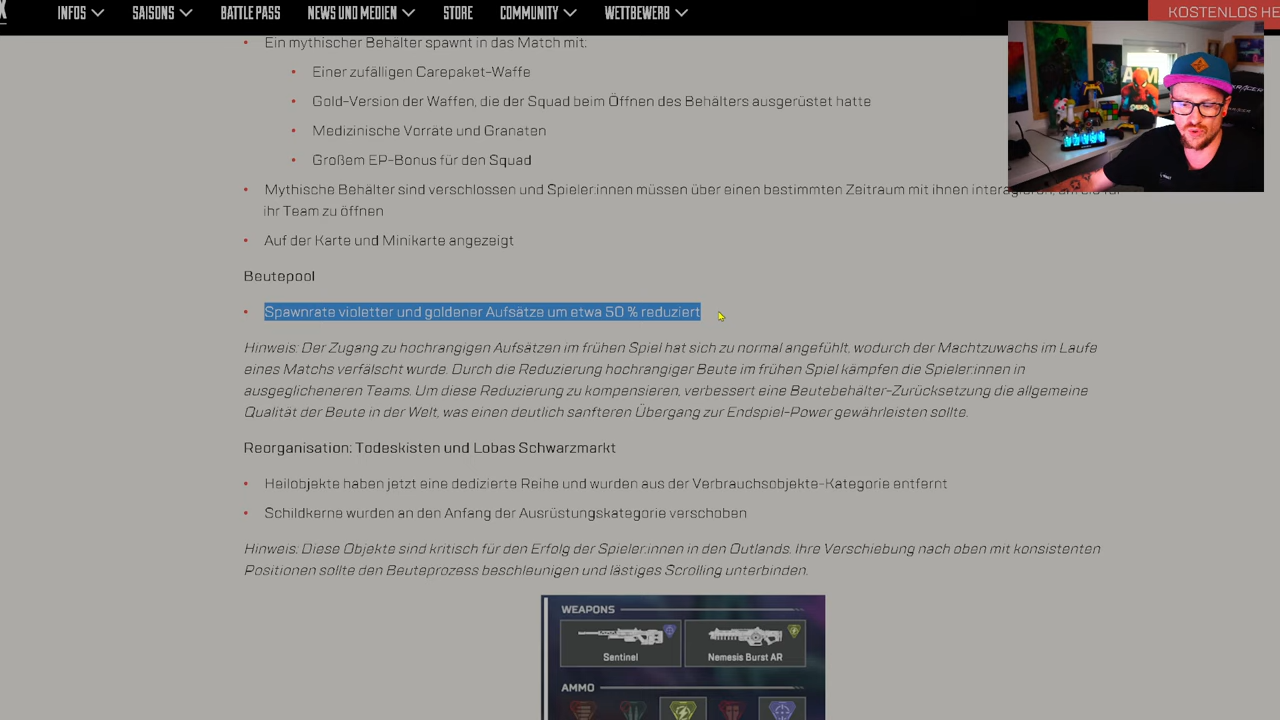 INFOS
SAISONS
BATTLE PASS
NEWS UND MEDIEN
STORE
COMMUNITY
WETTBEWERB
KOSTENLOS HE
Ein mythischer Behälter spawnt in das Match mit:
Einer zufälligen Carepaket-Waffe
Gold-Version der Waffen, die der Squad beim Öffnen des Behälters ausgerüstet hatte
Medizinische Vorräte und Granaten
Großem EP-Bonus für den Squad
Mythische Behälter sind verschlossen und Spieler:innen müssen über einen bestimmten Zeitraum mit ihnen
ihr Team zu öffnen
Auf der Karte und Minikarte angezeigt
Beutepool
Spawnrate violetter und goldener Aufsätze um etwa 50 % reduziert
Hinweis: Der Zugang zu hochrangigen Aufsätzen im frühen Spiel hat sich zu normal angefühlt, wodurch der Machtzuwachs im Laufe
eines Matchs verfälscht wurde. Durch die Reduzierung hochrangiger Beute im frühen Spiel kämpfen die Spieler:innen in
ausgeglicheneren Teams. Um diese Reduzierung zu kompensieren, verbessert eine Beutebehälter-Zurücksetzung die allgemeine
Qualität der Beute in der Welt, was einen deutlich sanfteren Übergang zur Endspiel-Power gewährleisten sollte.
Reorganisation: Todeskisten und Lobas Schwarzmarkt
Heilobjekte haben jetzt eine dedizierte Reihe und wurden aus der Verbrauchsobjekte-Kategorie entfernt
Schildkerne wurden an den Anfang der Ausrüstungskategorie verschoben
Hinweis: Diese Objekte sind kritisch für den Erfolg der Spieler:innen in den Outlands. Ihre Verschiebung nach oben mit konsistenten
Positionen sollte den Beuteprozess beschleunigen und lästiges Scrolling unterbinden.
WEAPONS
Sentinel
Nemesis Burst AR
AMMO